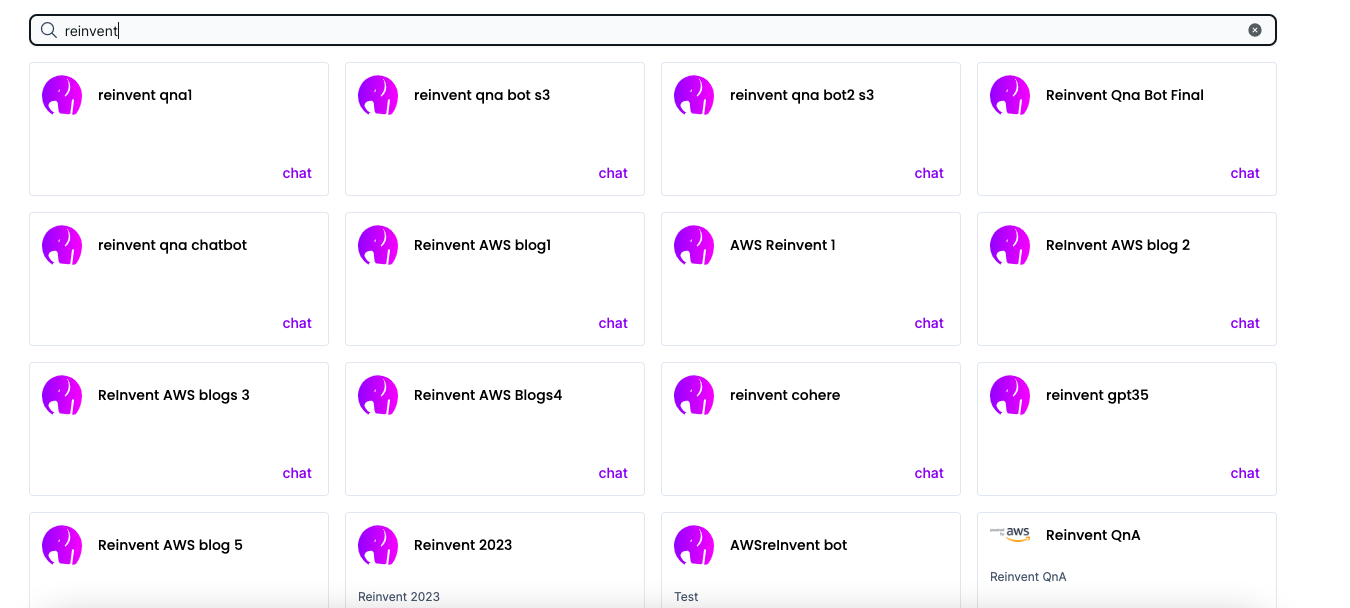 reinvent
reinvent qna1
chat
reinvent qna bot s3
chat
reinvent qna bot2 s3
chat
Reinvent Qna Bot Final
chat
reinvent qna chatbot
chat
Reinvent AWS blog1
chat
AWS Reinvent 1
chat
ReInvent AWS blog 2
chat
ReInvent AWS blogs 3
chat
Reinvent AWS Blogs4
chat
reinvent cohere
chat
reinvent gpt35
chat
Reinvent AWS blog 5
Reinvent 2023
Reinvent 2023
AWSreInvent bot
Test
powered by aws
Reinvent QnA
Reinvent QnA